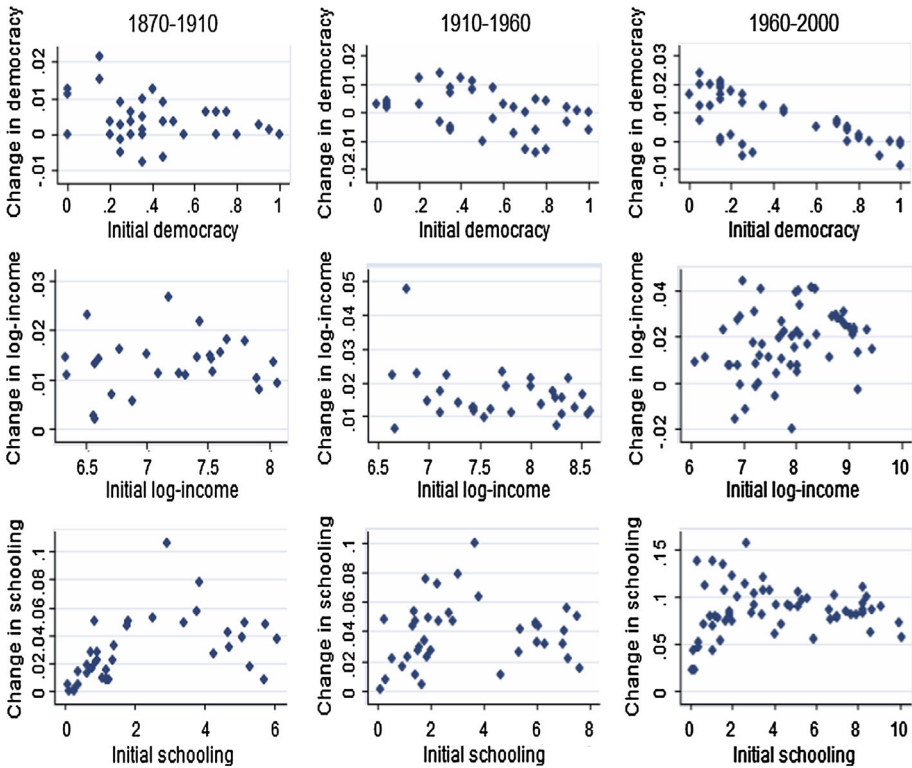 1870-1910
1910-1960
1960-2000
Change in democracy
.02
.01
0
-.01
0 .2 .4 .6 .8 1
Initial democracy
Change in democracy
.02
.01
0
-.01
-.02
0 .2 .4 .6 .8 1
Initial democracy
Change in democracy
.03
.02
.01
0
-.01
0 .2 .4 .6 .8 1
Initial democracy
Change in log-income
.03
.02
.01
0
6.5 7 7.5 8
Initial log-income
Change in log-income
.05
.04
.03
.02
.01
6.5 7 7.5 8 8.5
Initial log-income
Change in log-income
.04
.02
0
-.02
6 7 8 9 10
Initial log-income
Change in schooling
.1
.08
.06
.04
.02
0
0 2 4 6
Initial schooling
Change in schooling
.1
.08
.06
.04
.02
0
0 2 4 6 8
Initial schooling
Change in schooling
.15
.1
.05
0
0 2 4 6 8 10
Initial schooling